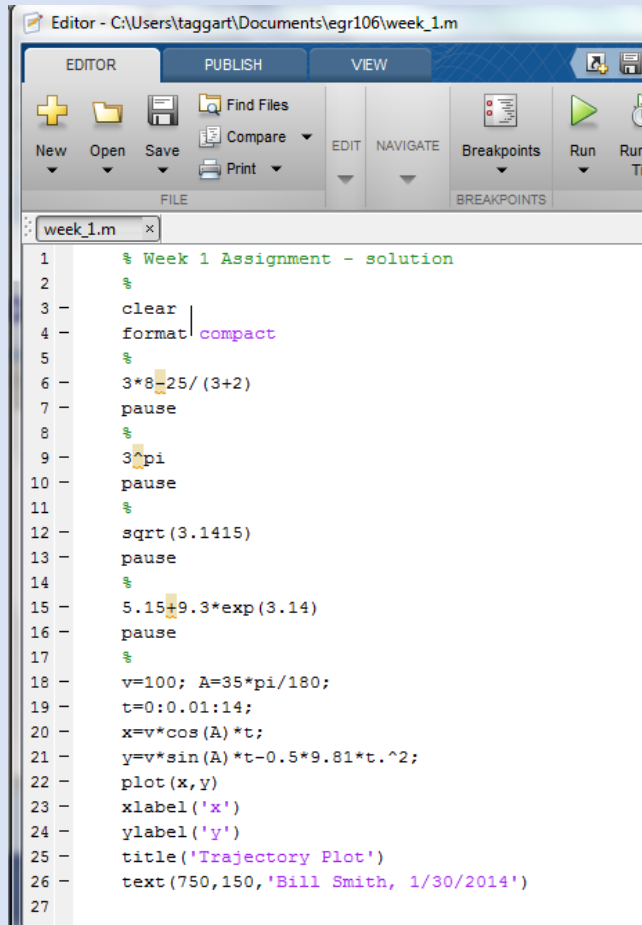 Editor - C:\Users\taggart\Documents\egr106\week_1.m
EDITOR PUBLISH VIEW
New Open Save Find Files Compare Print EDIT NAVIGATE Breakpoints Run
FILE BREAKPOINTS
week_1.m ×
1 % Week 1 Assignment - solution
2 %
3 - clear
4 - format compact
5 %
6 - 3*8-25/(3+2)
7 - pause
8 %
9 - 3^pi
10 - pause
11 %
12 - sqrt(3.1415)
13 - pause
14 %
15 - 5.15+9.3*exp(3.14)
16 - pause
17 %
18 - v=100; A=35*pi/180;
19 - t=0:0.01:14;
20 - x=v*cos(A)*t;
21 - y=v*sin(A)*t-0.5*9.81*t.^2;
22 - plot(x,y)
23 - xlabel('x')
24 - ylabel('y')
25 - title('Trajectory Plot')
26 - text(750,150,'Bill Smith, 1/30/2014')
27